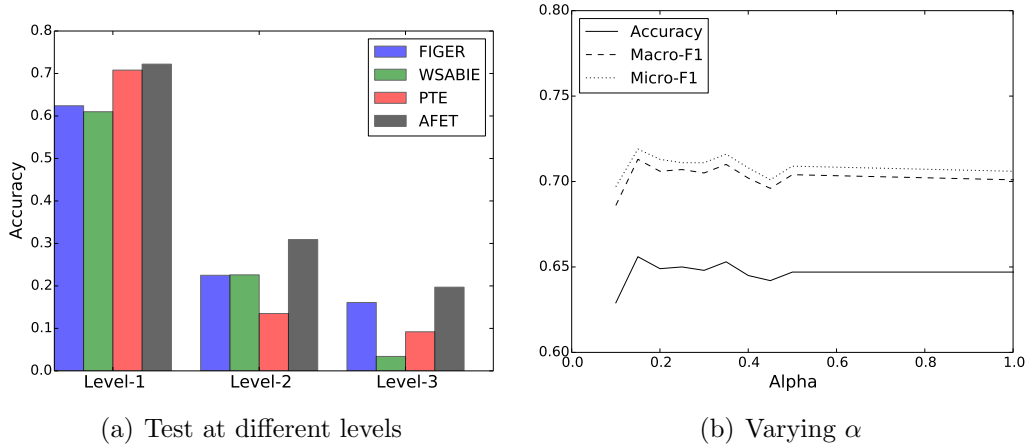 0.8
0.7
0.6
0.5
0.4
0.3
0.2
0.1
0.0
Accuracy
FIGER
WSABIE
PTE
AFET
Level-1 Level-2 Level-3
(a) Test at different levels
0.80
0.75
0.70
0.65
0.60
Accuracy
Macro-F1
Micro-F1
0.0 0.2 0.4 0.6 0.8 1.0
Alpha
(b) Varying α